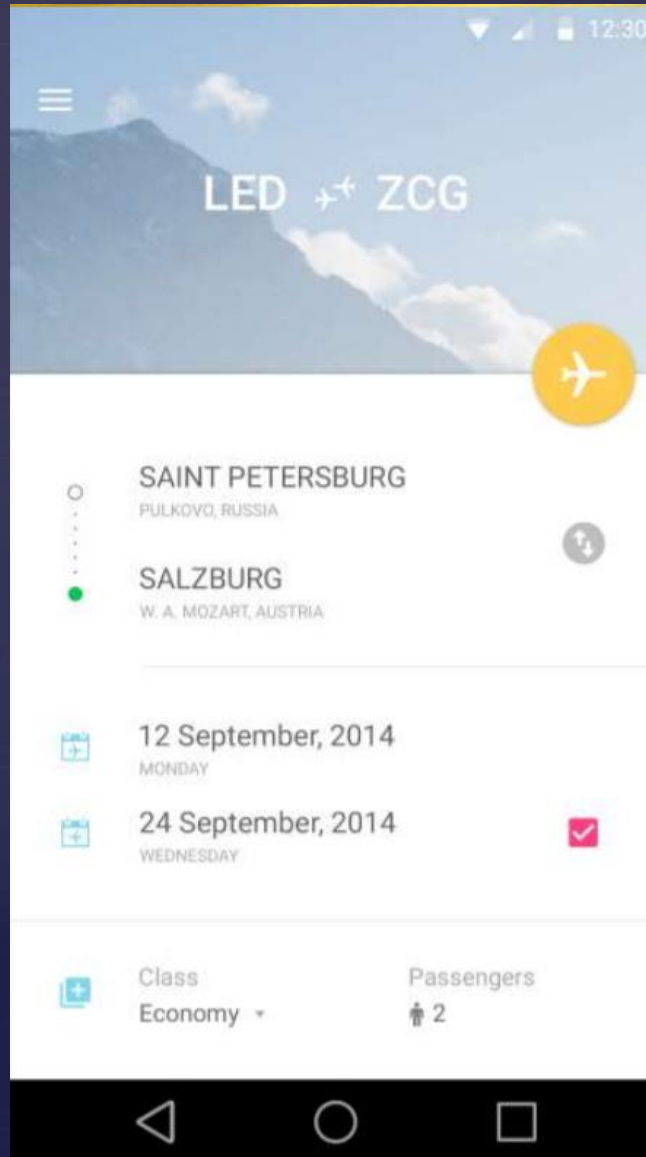 12:30
LED ZCG
SAINT PETERSBURG
PULKOVO, RUSSIA
SALZBURG
W. A. MOZART, AUSTRIA
12 September, 2014
MONDAY
24 September, 2014
WEDNESDAY
Class Passengers
Economy 2